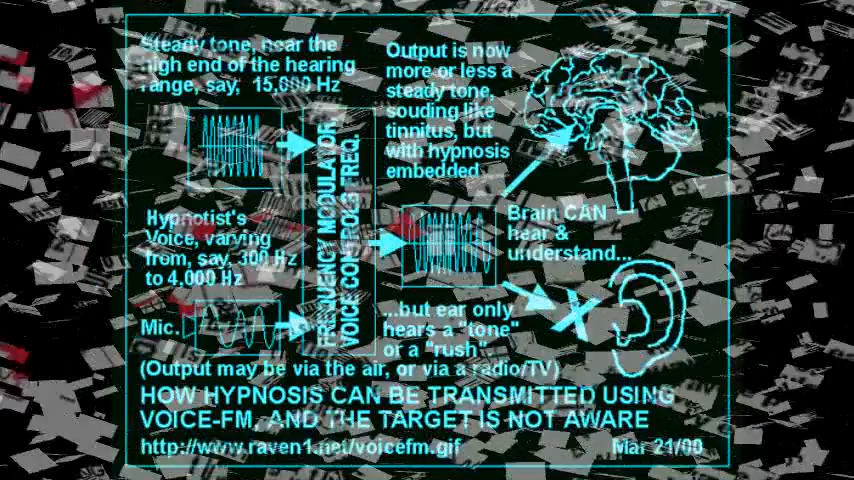 Steady tone, near the
high end of the hearing
range, say, 15,000 Hz
Output is now
more or less a
steady tone,
souding like
tinnitus, but
with hypnosis
embedded
FREQUENCY MODULATOR,
VOICE CONTROLS FREQ.
Hypnotist's
Voice, varying
from, say, 300 Hz
to 4,000 Hz
Mic.
Brain CAN
hear &
understand...
X
...but ear only
hears a "tone"
or a "rush"
(Output may be via the air, or via a radio/TV)
HOW HYPNOSIS CAN BE TRANSMITTED USING
VOICE-FM, AND THE TARGET IS NOT AWARE
http://www.raven1.net/voicefm.gif
Mar 21/00